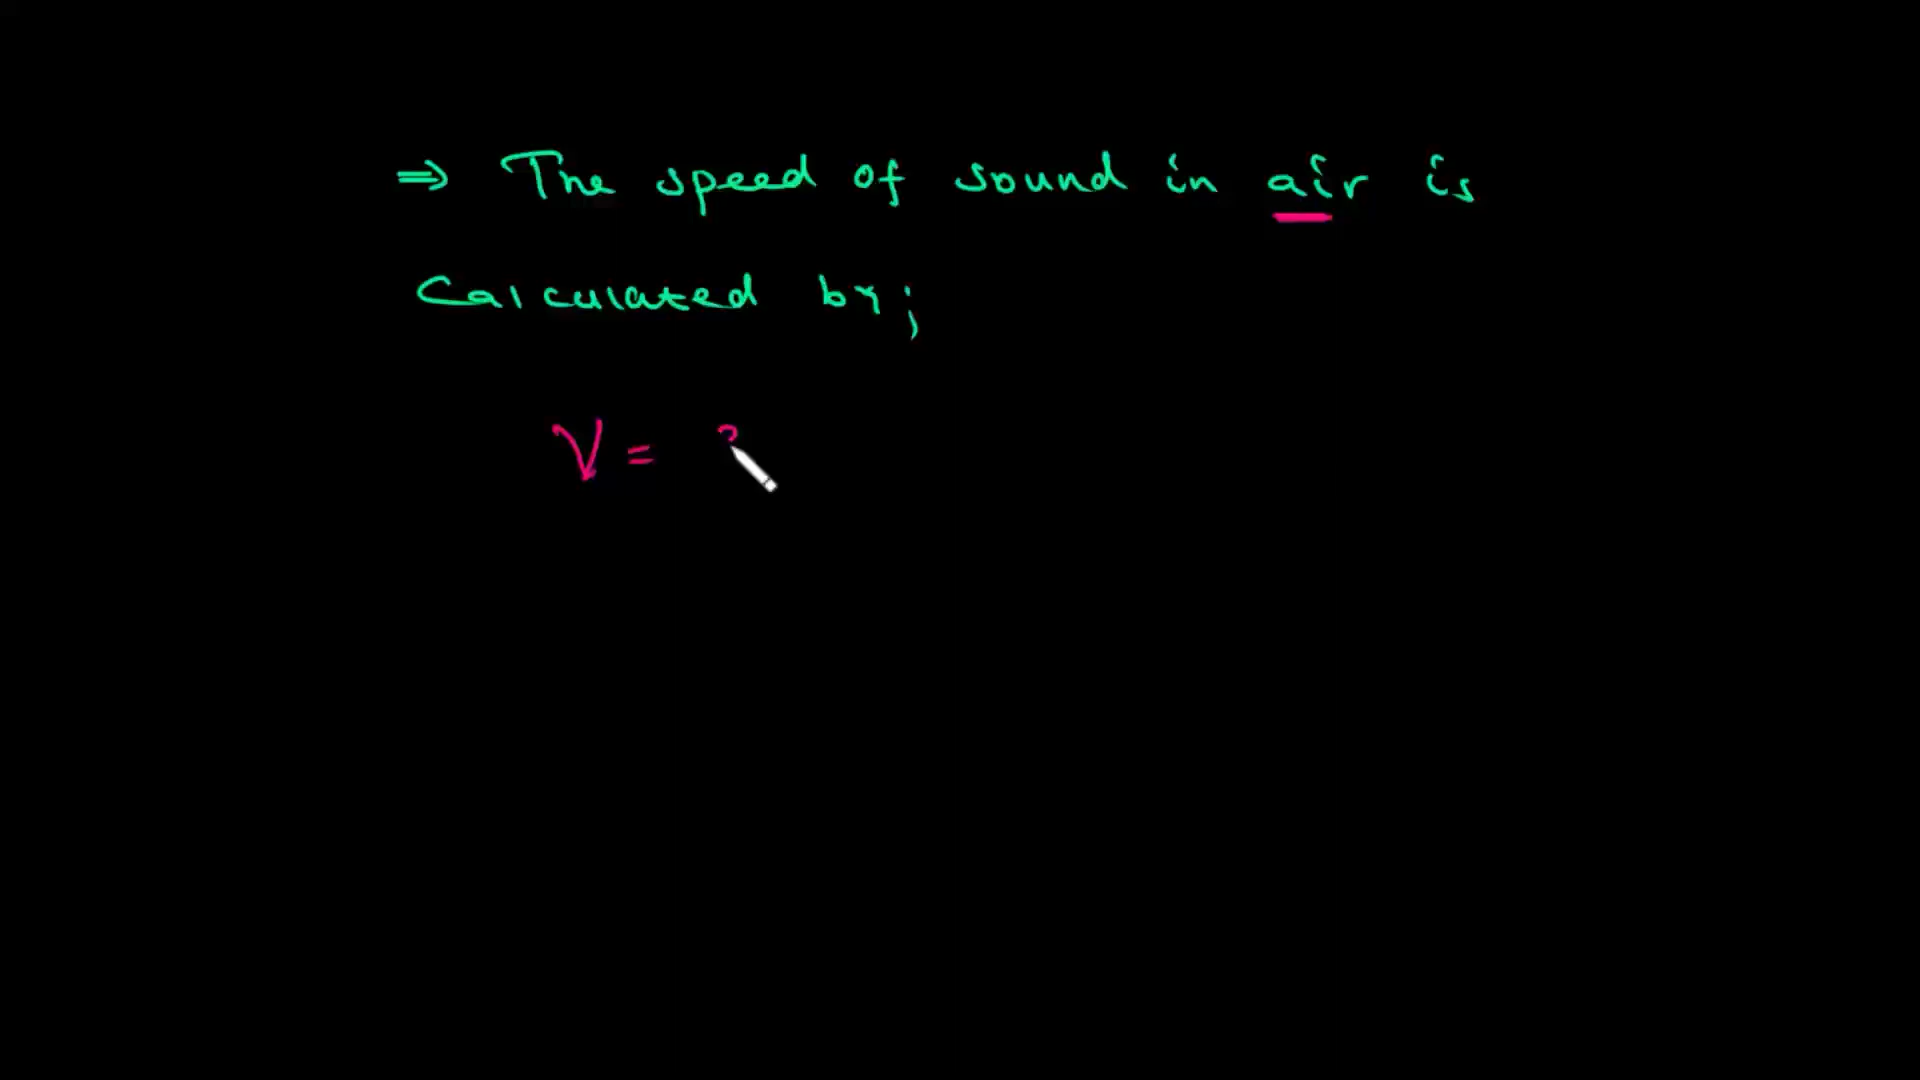 ⇒ The speed of sound in air is
Calculated by;
V =